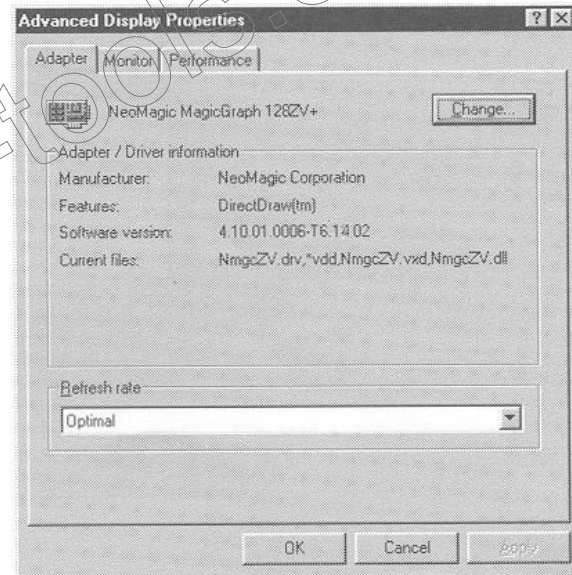 tools.c
Advanced Display Properties
Adapter Monitor Performance
NeoMagic MagicGraph 128ZV+ Change...
Adapter / Driver information
Manufacturer: NeoMagic Corporation
Features: DirectDraw(tm)
Software version: 4.10.01.0006-T6.14.02
Current files: NmgcZV.drv,*vdd,NmgcZV.vxd,NmgcZV.dll
Refresh rate
Optimal
OK Cancel Apply